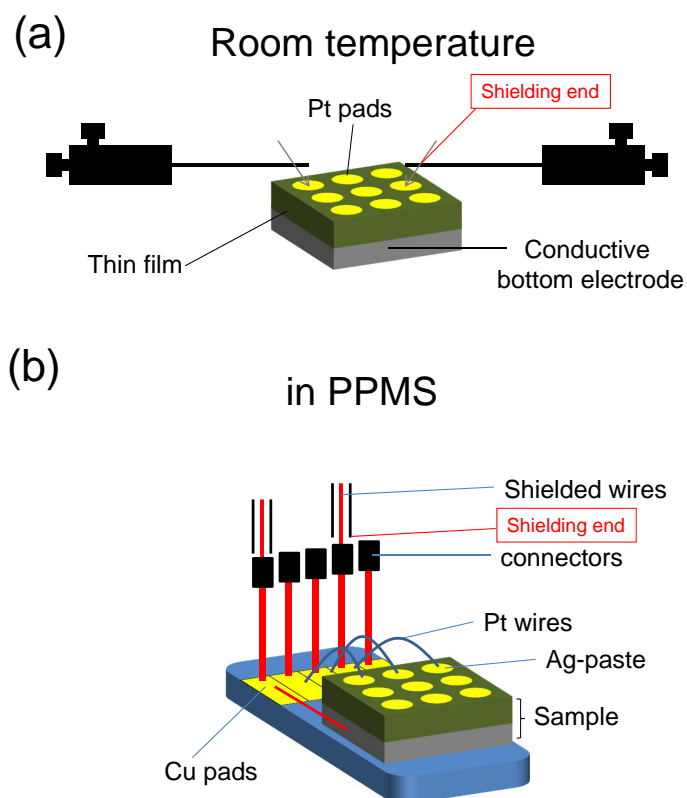 (a)
Room temperature
Shielding end
Pt pads
Thin film
Conductive
bottom electrode
(b)
in PPMS
Shielded wires
Shielding end
connectors
Pt wires
Ag-paste
Sample
Cu pads